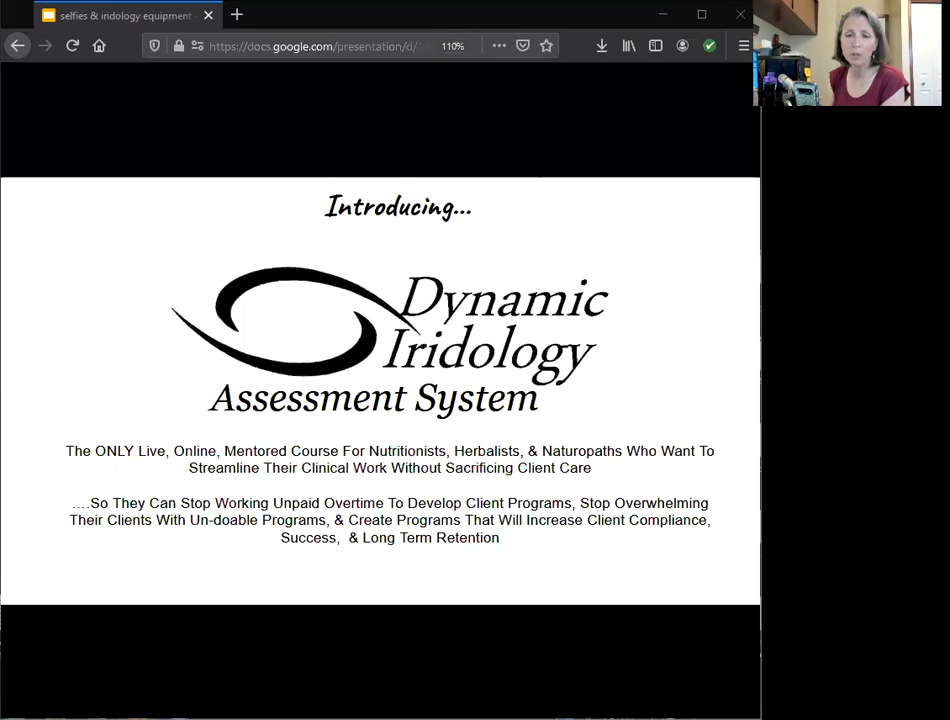 selfies & iridology equipment
https://docs.google.com/presentation/d/
110%
Introducing...
Dynamic
Iridology
Assessment System
The ONLY Live, Online, Mentored Course For Nutritionists, Herbalists, & Naturopaths Who Want To
Streamline Their Clinical Work Without Sacrificing Client Care
....So They Can Stop Working Unpaid Overtime To Develop Client Programs, Stop Overwhelming
Their Clients With Un-doable Programs, & Create Programs That Will Increase Client Compliance,
Success, & Long Term Retention